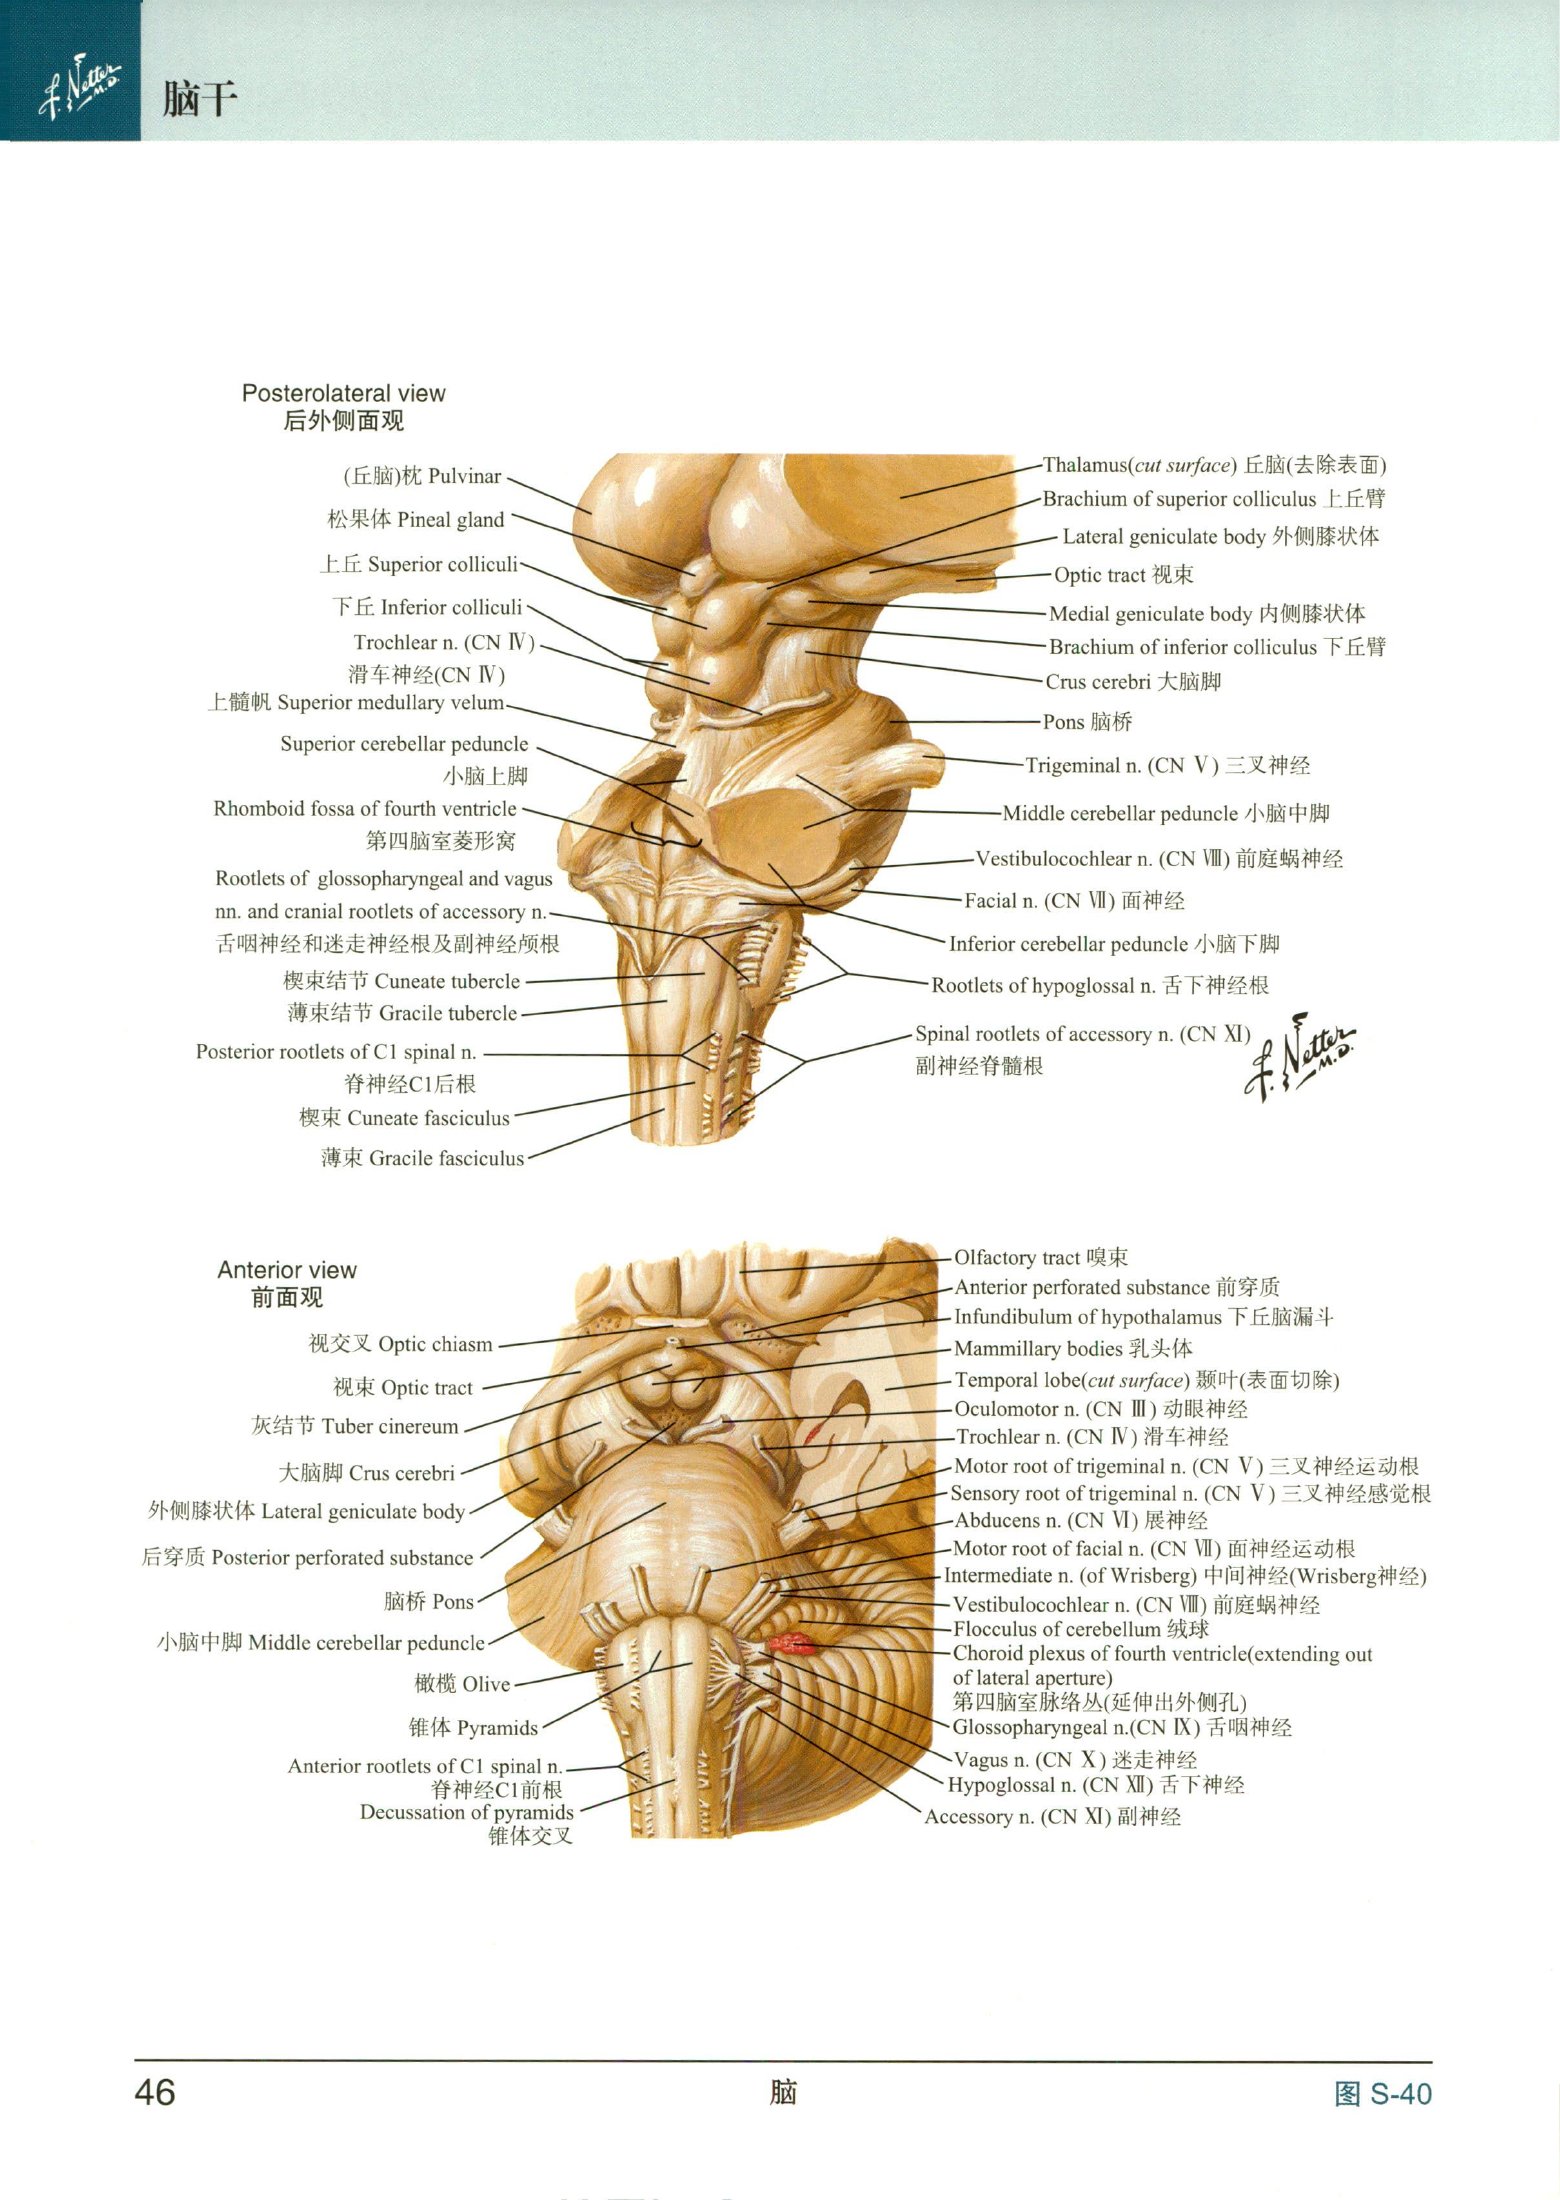 F. Netter M.D.
脑干
Posterolateral view
后外侧面观
(丘脑)枕 Pulvinar
松果体 Pineal gland
上丘 Superior colliculi
下丘 Inferior colliculi
Trochlear n. (CN Ⅳ)
滑车神经(CN Ⅳ)
上髓帆 Superior medullary velum
Superior cerebellar peduncle
小脑上脚
Rhomboid fossa of fourth ventricle
第四脑室菱形窝
Rootlets of glossopharyngeal and vagus
nn. and cranial rootlets of accessory n.
舌咽神经和迷走神经根及副神经颅根
楔束结节 Cuneate tubercle
薄束结节 Gracile tubercle
Posterior rootlets of C1 spinal n.
脊神经C1后根
楔束 Cuneate fasciculus
薄束 Gracile fasciculus
Thalamus(cut surface) 丘脑(去除表面)
Brachium of superior colliculus 上丘臂
Lateral geniculate body 外侧膝状体
Optic tract 视束
Medial geniculate body 内侧膝状体
Brachium of inferior colliculus 下丘臂
Crus cerebri 大脑脚
Pons 脑桥
Trigeminal n. (CN Ⅴ) 三叉神经
Middle cerebellar peduncle 小脑中脚
Vestibulocochlear n. (CN Ⅷ) 前庭蜗神经
Facial n. (CN Ⅶ) 面神经
Inferior cerebellar peduncle 小脑下脚
Rootlets of hypoglossal n. 舌下神经根
Spinal rootlets of accessory n. (CN Ⅺ)
副神经脊髓根
F. Netter M.D.
Anterior view
前面观
视交叉 Optic chiasm
视束 Optic tract
灰结节 Tuber cinereum
大脑脚 Crus cerebri
外侧膝状体 Lateral geniculate body
后穿质 Posterior perforated substance
脑桥 Pons
小脑中脚 Middle cerebellar peduncle
橄榄 Olive
锥体 Pyramids
Anterior rootlets of C1 spinal n.
脊神经C1前根
Decussation of pyramids
锥体交叉
Olfactory tract 嗅束
Anterior perforated substance 前穿质
Infundibulum of hypothalamus 下丘脑漏斗
Mammillary bodies 乳头体
Temporal lobe(cut surface) 颞叶(表面切除)
Oculomotor n. (CN Ⅲ) 动眼神经
Trochlear n. (CN Ⅳ) 滑车神经
Motor root of trigeminal n. (CN Ⅴ) 三叉神经运动根
Sensory root of trigeminal n. (CN Ⅴ) 三叉神经感觉根
Abducens n. (CN Ⅵ) 展神经
Motor root of facial n. (CN Ⅶ) 面神经运动根
Intermediate n. (of Wrisberg) 中间神经(Wrisberg神经)
Vestibulocochlear n. (CN Ⅷ) 前庭蜗神经
Flocculus of cerebellum 绒球
Choroid plexus of fourth ventricle(extending out
of lateral aperture)
第四脑室脉络丛(延伸出外侧孔)
Glossopharyngeal n.(CN Ⅸ) 舌咽神经
Vagus n. (CN Ⅹ) 迷走神经
Hypoglossal n. (CN Ⅻ) 舌下神经
Accessory n. (CN Ⅺ) 副神经
46
脑
图 S-40